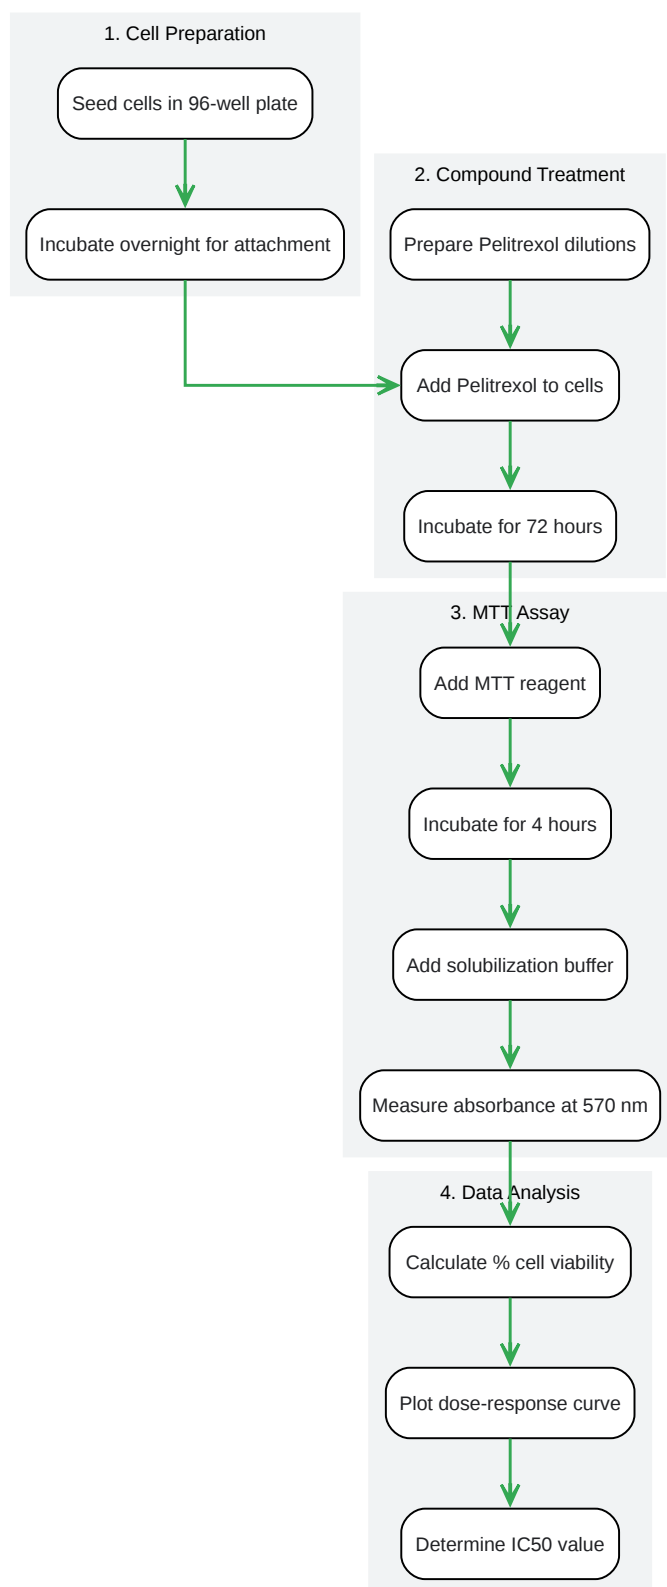 1. Cell Preparation
Seed cells in 96-well plate
Incubate overnight for attachment
2. Compound Treatment
Prepare Pelitrexol dilutions
Add Pelitrexol to cells
Incubate for 72 hours
3. MTT Assay
Add MTT reagent
Incubate for 4 hours
Add solubilization buffer
Measure absorbance at 570 nm
4. Data Analysis
Calculate % cell viability
Plot dose-response curve
Determine IC50 value